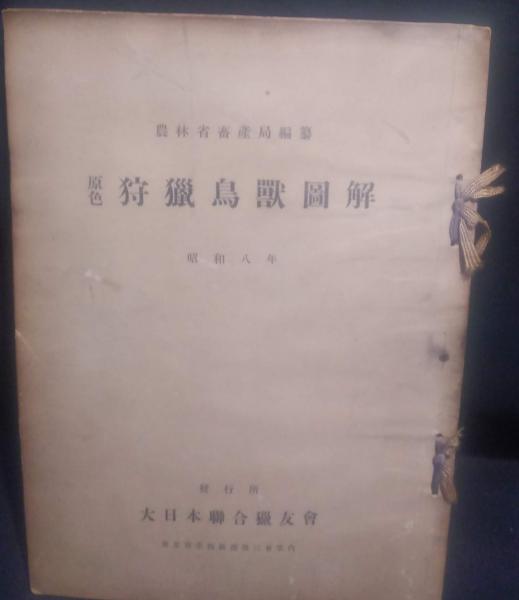 農林省畜產局編纂
原色 狩獵鳥獸圖解
昭和八年
發行所
大日本聯合獵友會